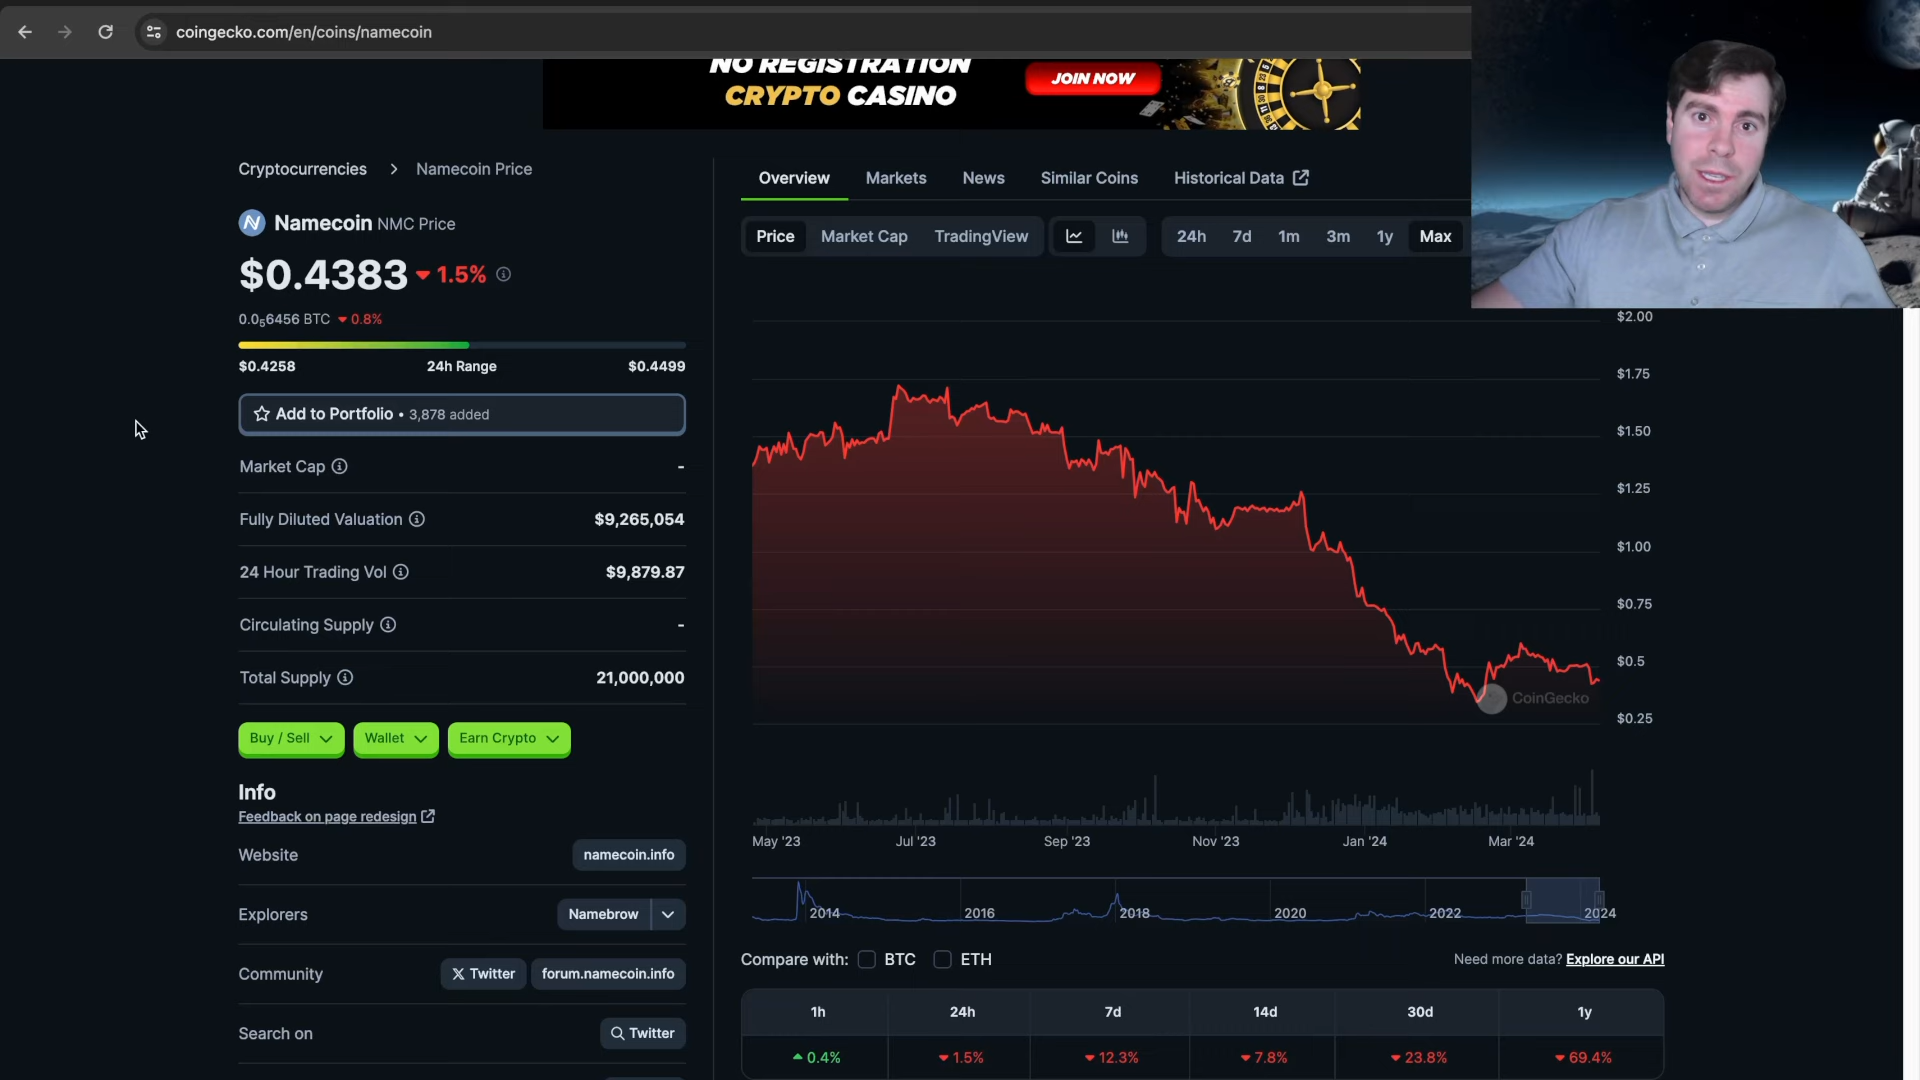 coingecko.com/en/coins/namecoin
NO REGISTRATION
CRYPTO CASINO
JOIN NOW
Cryptocurrencies > Namecoin Price
Namecoin NMC Price
$0.4383 1.5%
0.0₅6456 BTC 0.8%
$0.4258 24h Range $0.4499
Add to Portfolio • 3,878 added
Market Cap -
Fully Diluted Valuation $9,265,054
24 Hour Trading Vol $9,879.87
Circulating Supply -
Total Supply 21,000,000
Buy / Sell Wallet Earn Crypto
Info
Feedback on page redesign
Website namecoin.info
Explorers Namebrow
Community Twitter forum.namecoin.info
Search on Twitter
Overview Markets News Similar Coins Historical Data
Price Market Cap TradingView 24h 7d 1m 3m 1y Max
$2.00
$1.75
$1.50
$1.25
$1.00
$0.75
$0.5
$0.25
CoinGecko
May '23 Jul '23 Sep '23 Nov '23 Jan '24 Mar '24
2014 2016 2018 2020 2022 2024
Compare with: BTC ETH Need more data? Explore our API
1h 24h 7d 14d 30d 1y
0.4% 1.5% 12.3% 7.8% 23.8% 69.4%